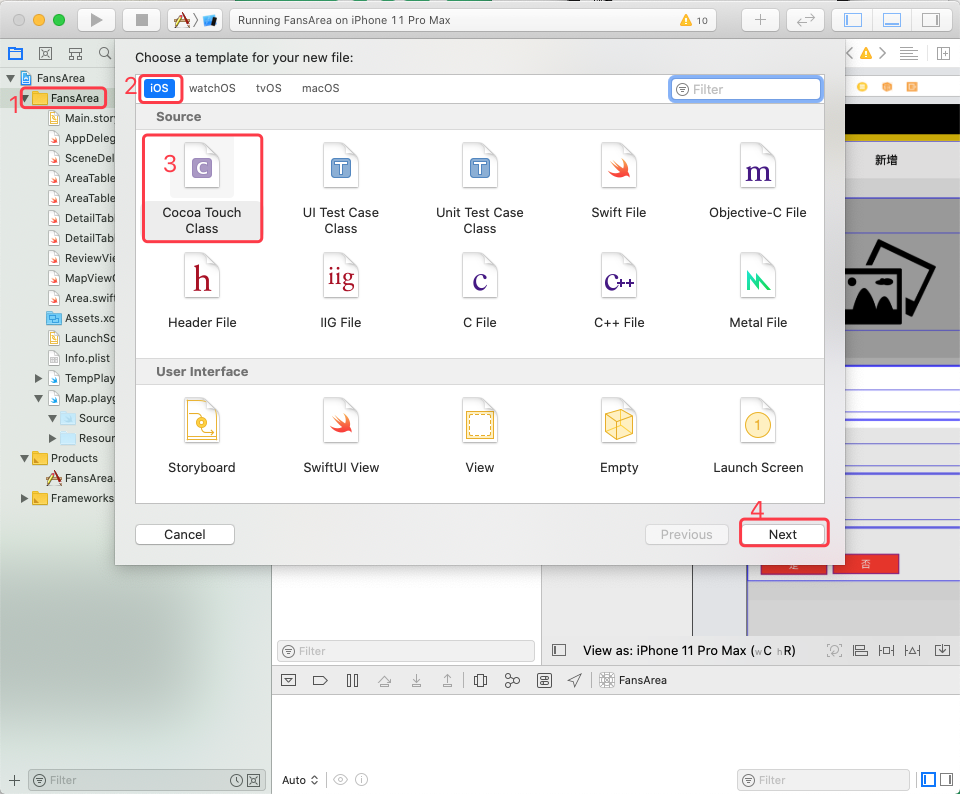 Running FansArea on iPhone 11 Pro Max
10
Choose a template for your new file:
2
iOS
watchOS
tvOS
macOS
Filter
FansArea
1
FansArea
Main.story
AppDeleg
SceneDel
AreaTable
AreaTable
DetailTab
DetailTab
ReviewVie
MapViewC
Area.swift
Assets.xc
LaunchSc
Info.plist
TempPlay
Map.playg
Source
Resour
Products
FansArea.
Frameworks
Source
3
C
Cocoa Touch
Class
T
UI Test Case
Class
T
Unit Test Case
Class
Swift File
m
Objective-C File
h
Header File
iig
IIG File
c
C File
c++
C++ File
Metal File
User Interface
Storyboard
SwiftUI View
View
Empty
1
Launch Screen
Cancel
Previous
4
Next
新增
是
否
Filter
View as: iPhone 11 Pro Max (wC hR)
FansArea
Filter
Auto
Filter